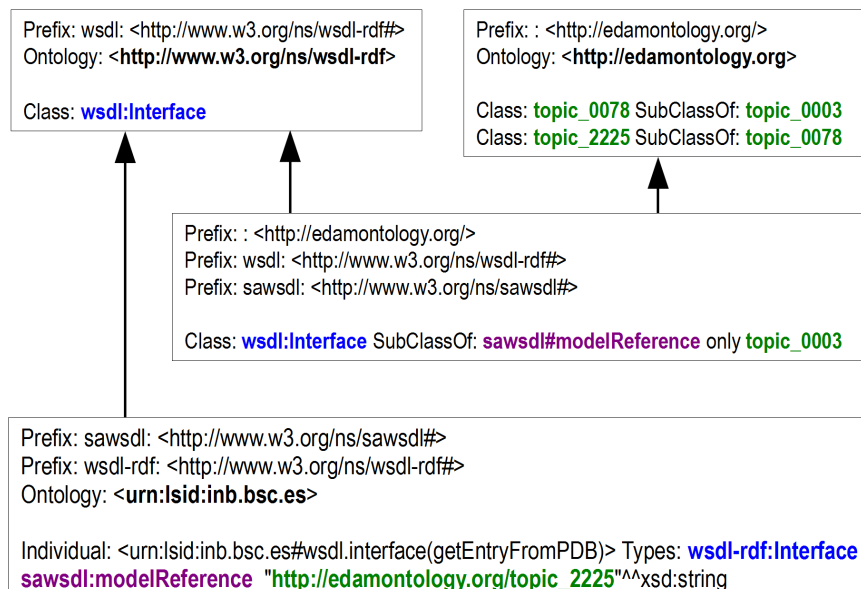 Prefix: wsdl: <http://www.w3.org/ns/wsdl-rdf#>
Ontology: <http://www.w3.org/ns/wsdl-rdf>
Class: wsdl:Interface
Prefix: : <http://edamontology.org/>
Ontology: <http://edamontology.org>
Class: topic_0078 SubClassOf: topic_0003
Class: topic_2225 SubClassOf: topic_0078
Prefix: : <http://edamontology.org/>
Prefix: wsdl: <http://www.w3.org/ns/wsdl-rdf#>
Prefix: sawsdl: <http://www.w3.org/ns/sawsdl#>
Class: wsdl:Interface SubClassOf: sawsdl#modelReference only topic_0003
Prefix: sawsdl: <http://www.w3.org/ns/sawsdl#>
Prefix: wsdl-rdf: <http://www.w3.org/ns/wsdl-rdf#>
Ontology: <urn:lsid:inb.bsc.es>
Individual: <urn:lsid:inb.bsc.es#wsdl.interface(getEntryFromPDB)> Types: wsdl-rdf:Interface
sawsdl:modelReference "http://edamontology.org/topic_2225"^^xsd:string